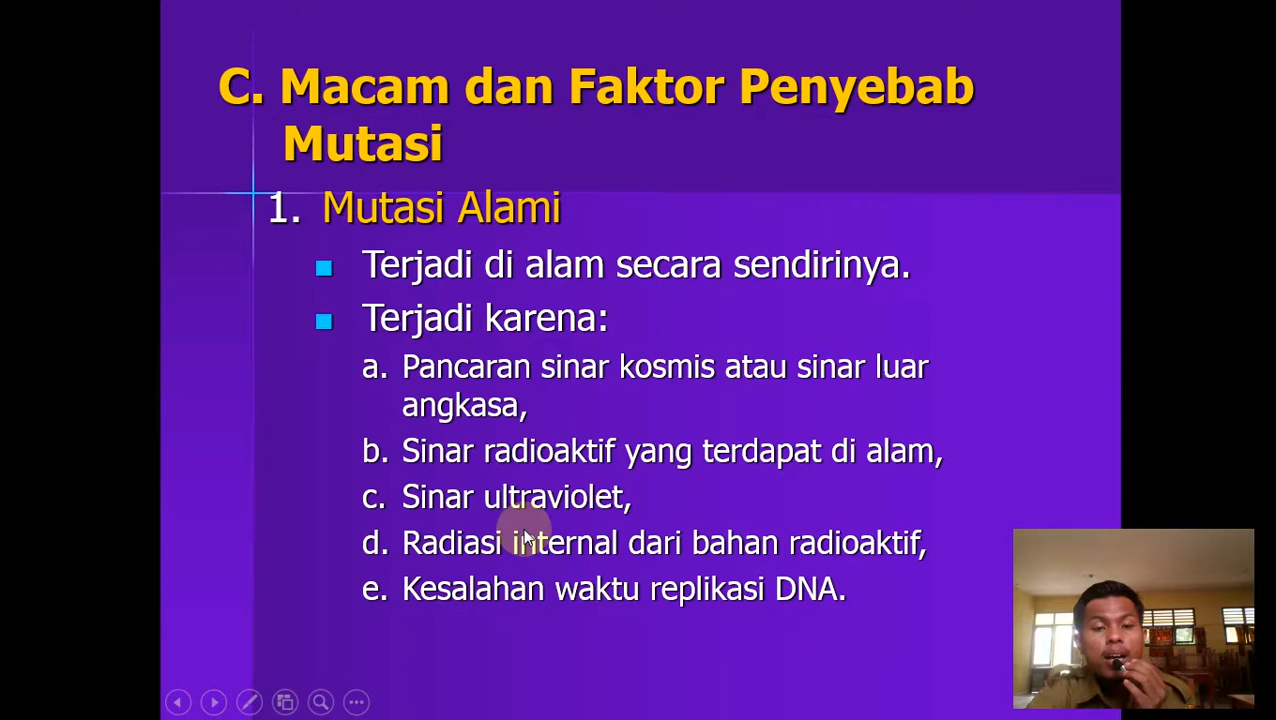 C. Macam dan Faktor Penyebab
Mutasi
1. Mutasi Alami
Terjadi di alam secara sendirinya.
Terjadi karena:
a. Pancaran sinar kosmis atau sinar luar
angkasa,
b. Sinar radioaktif yang terdapat di alam,
c. Sinar ultraviolet,
d. Radiasi internal dari bahan radioaktif,
e. Kesalahan waktu replikasi DNA.